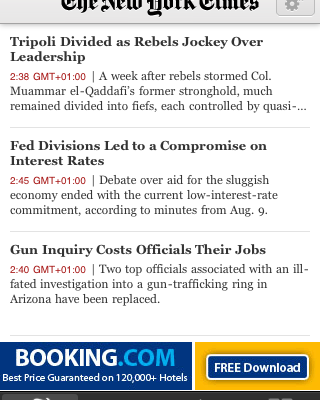 The New York Times
Tripoli Divided as Rebels Jockey Over
Leadership
2:38 GMT+01:00 | A week after rebels stormed Col.
Muammar el-Qaddafi's former stronghold, much
remained divided into fiefs, each controlled by quasi-...
Fed Divisions Led to a Compromise on
Interest Rates
2:45 GMT+01:00 | Debate over aid for the sluggish
economy ended with the current low-interest-rate
commitment, according to minutes from Aug. 9.
Gun Inquiry Costs Officials Their Jobs
2:40 GMT+01:00 | Two top officials associated with an ill-
fated investigation into a gun-trafficking ring in
Arizona have been replaced.
BOOKING.COM
Best Price Guaranteed on 120,000+ Hotels
FREE Download